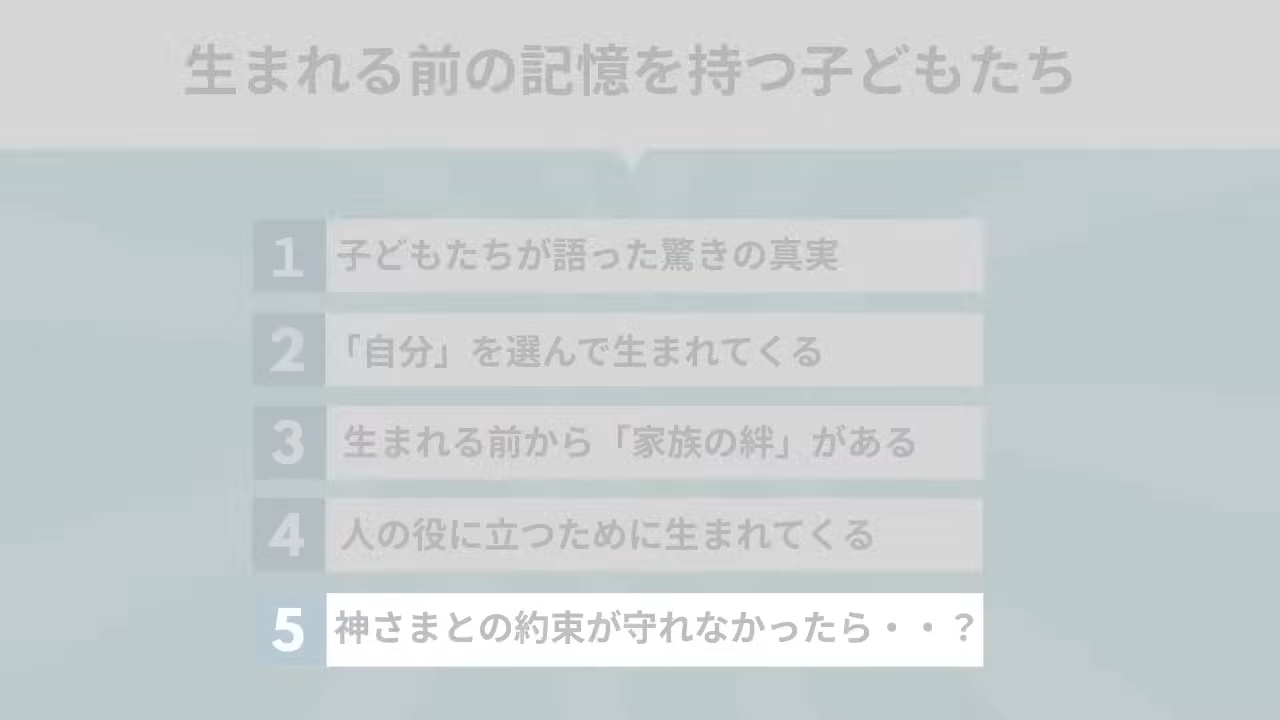 生まれる前の記憶を持つ子どもたち
1 子どもたちが語った驚きの真実
2 「自分」を選んで生まれてくる
3 生まれる前から「家族の絆」がある
4 人の役に立つために生まれてくる
5 神さまとの約束が守れなかったら・・？